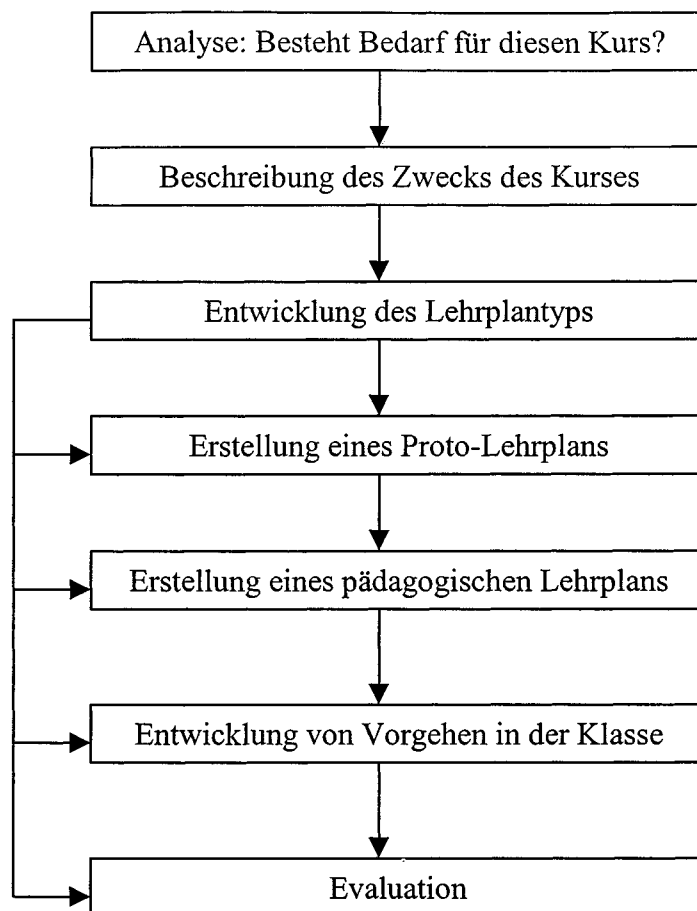 Analyse: Besteht Bedarf für diesen Kurs?
Beschreibung des Zwecks des Kurses
Entwicklung des Lehrplantyps
Erstellung eines Proto-Lehrplans
Erstellung eines pädagogischen Lehrplans
Entwicklung von Vorgehen in der Klasse
Evaluation